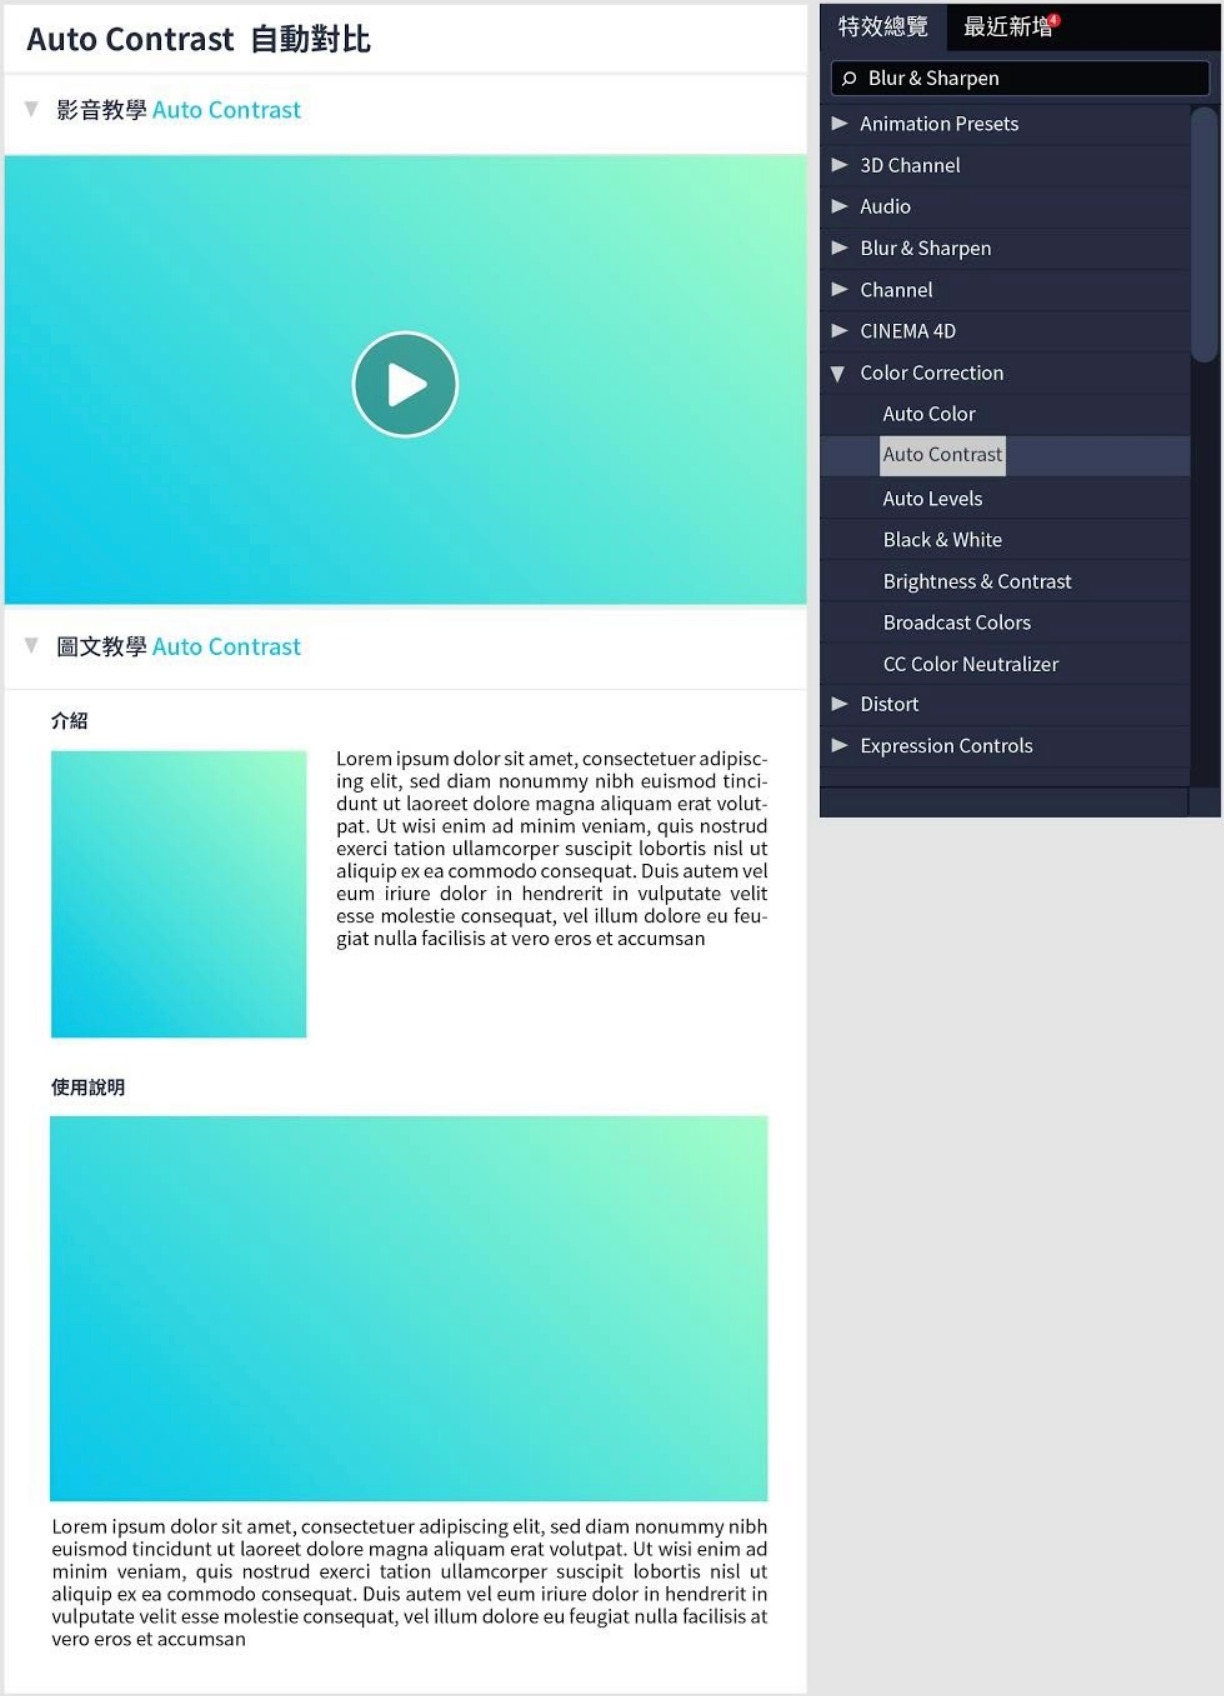 Auto Contrast 自動對比
影音教學 Auto Contrast
圖文教學 Auto Contrast
介紹
Lorem ipsum dolor sit amet, consectetuer adipisc-
ing elit, sed diam nonummy nibh euismod tinci-
dunt ut laoreet dolore magna aliquam erat volut-
pat. Ut wisi enim ad minim veniam, quis nostrud
exerci tation ullamcorper suscipit lobortis nisl ut
aliquip ex ea commodo consequat. Duis autem vel
eum iriure dolor in hendrerit in vulputate velit
esse molestie consequat, vel illum dolore eu feu-
giat nulla facilisis at vero eros et accumsan
使用說明
Lorem ipsum dolor sit amet, consectetuer adipiscing elit, sed diam nonummy nibh
euismod tincidunt ut laoreet dolore magna aliquam erat volutpat. Ut wisi enim ad
minim veniam, quis nostrud exerci tation ullamcorper suscipit lobortis nisl ut
aliquip ex ea commodo consequat. Duis autem vel eum iriure dolor in hendrerit in
vulputate velit esse molestie consequat, vel illum dolore eu feugiat nulla facilisis at
vero eros et accumsan
特效總覽 最近新增 4
Blur & Sharpen
Animation Presets
3D Channel
Audio
Blur & Sharpen
Channel
CINEMA 4D
Color Correction
Auto Color
Auto Contrast
Auto Levels
Black & White
Brightness & Contrast
Broadcast Colors
CC Color Neutralizer
Distort
Expression Controls